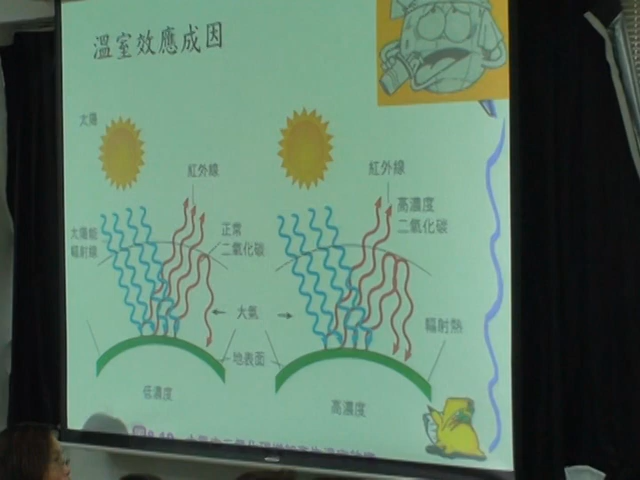 溫室效應成因
太陽
紅外線
紅外線
太陽能
輻射線
正常
二氧化碳
高濃度
二氧化碳
大氣
輻射熱
地表面
低濃度
高濃度